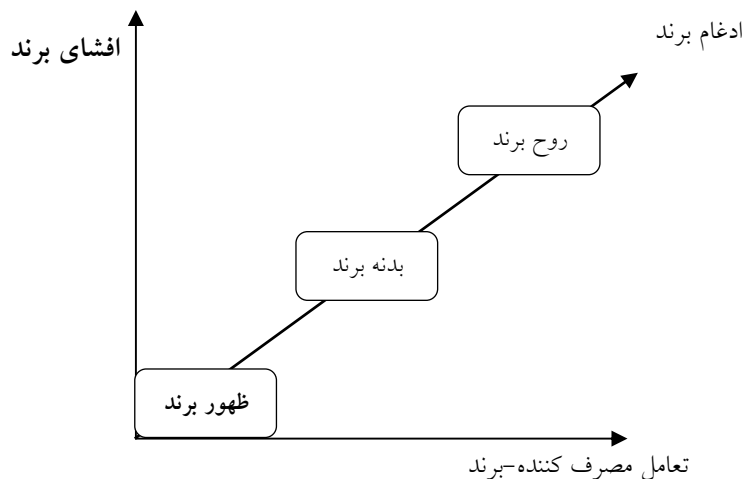 ادغام برند
افشای برند
روح برند
بدنه برند
ظهور برند
تعامل مصرف کننده-برند